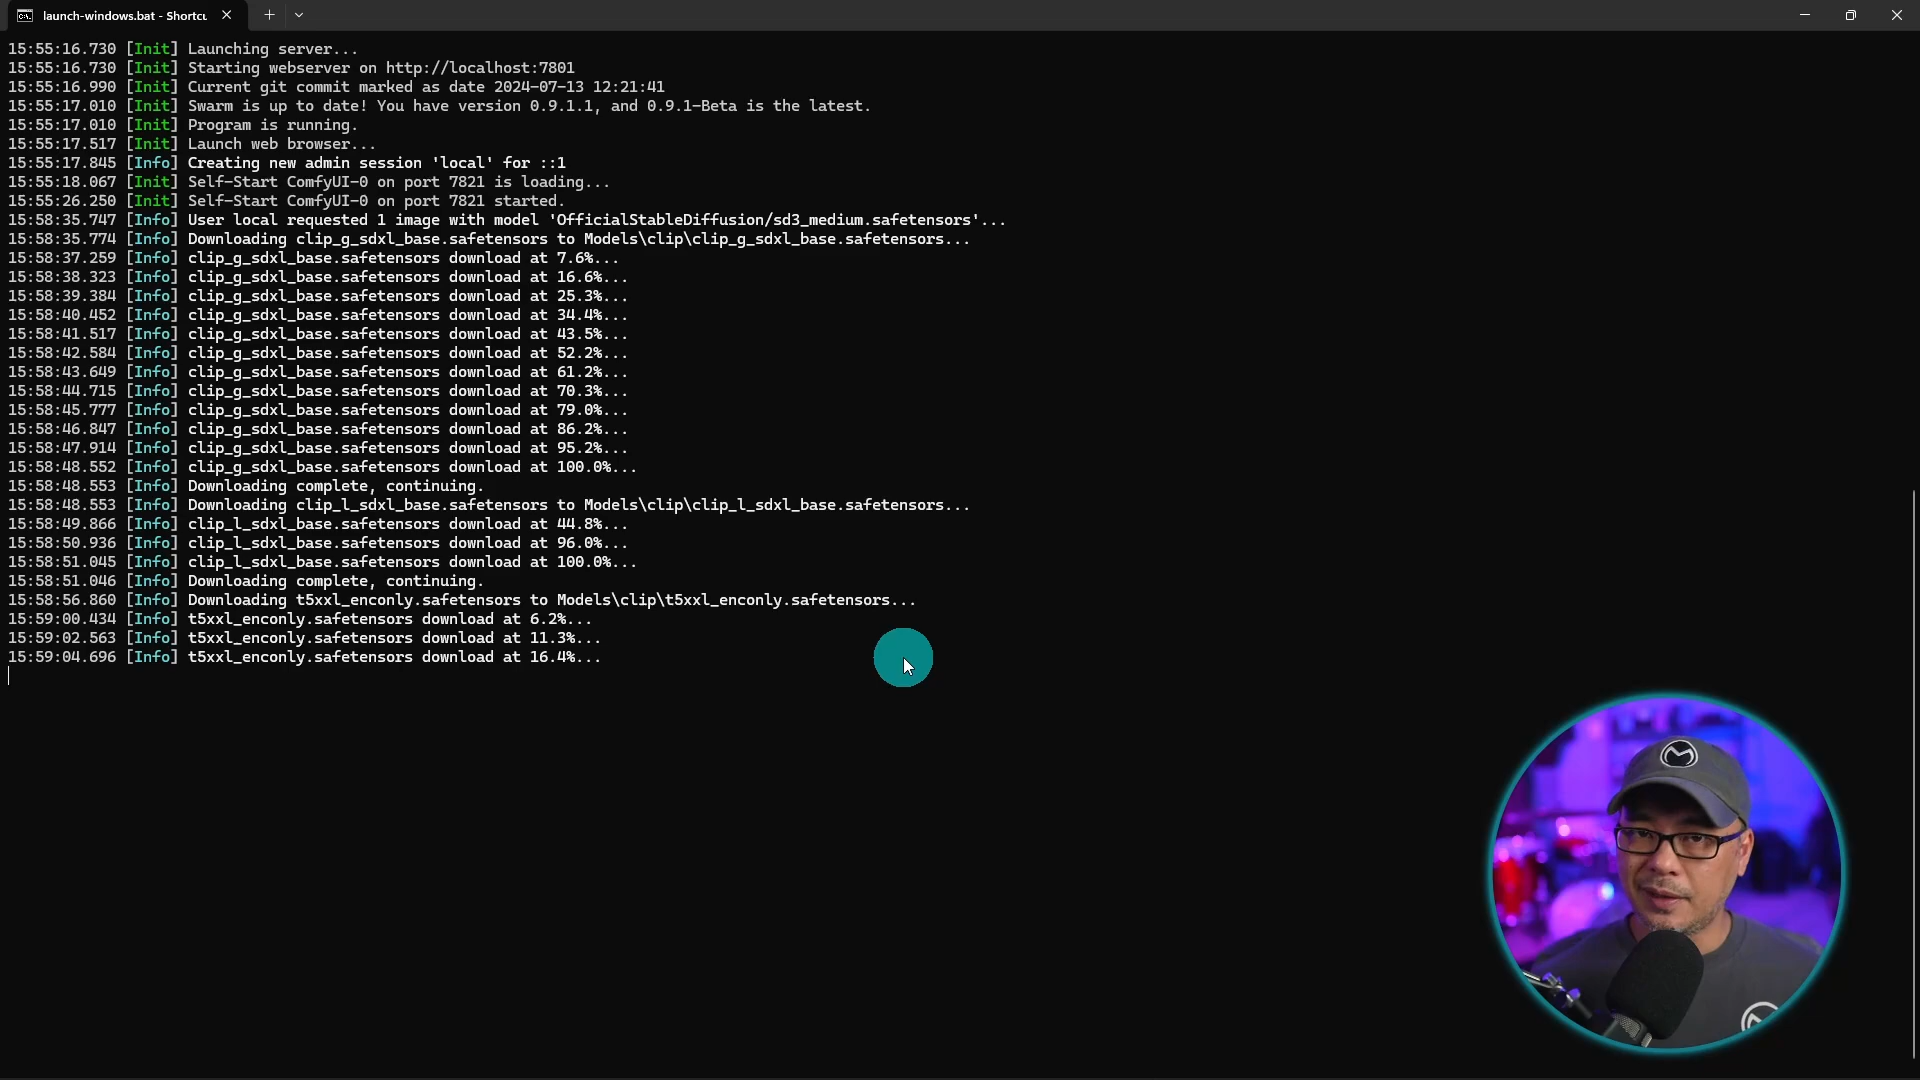 launch-windows.bat - Shortcu
15:55:16.730 [Init] Launching server...
15:55:16.730 [Init] Starting webserver on http://localhost:7801
15:55:16.990 [Init] Current git commit marked as date 2024-07-13 12:21:41
15:55:17.010 [Init] Swarm is up to date! You have version 0.9.1.1, and 0.9.1-Beta is the latest.
15:55:17.010 [Init] Program is running.
15:55:17.517 [Init] Launch web browser...
15:55:17.845 [Info] Creating new admin session 'local' for ::1
15:55:18.067 [Init] Self-Start ComfyUI-0 on port 7821 is loading...
15:55:26.250 [Init] Self-Start ComfyUI-0 on port 7821 started.
15:58:35.747 [Info] User local requested 1 image with model 'OfficialStableDiffusion/sd3_medium.safetensors'...
15:58:35.774 [Info] Downloading clip_g_sdxl_base.safetensors to Models\clip\clip_g_sdxl_base.safetensors...
15:58:37.259 [Info] clip_g_sdxl_base.safetensors download at 7.6%...
15:58:38.323 [Info] clip_g_sdxl_base.safetensors download at 16.6%...
15:58:39.384 [Info] clip_g_sdxl_base.safetensors download at 25.3%...
15:58:40.452 [Info] clip_g_sdxl_base.safetensors download at 34.4%...
15:58:41.517 [Info] clip_g_sdxl_base.safetensors download at 43.5%...
15:58:42.584 [Info] clip_g_sdxl_base.safetensors download at 52.2%...
15:58:43.649 [Info] clip_g_sdxl_base.safetensors download at 61.2%...
15:58:44.715 [Info] clip_g_sdxl_base.safetensors download at 70.3%...
15:58:45.777 [Info] clip_g_sdxl_base.safetensors download at 79.0%...
15:58:46.847 [Info] clip_g_sdxl_base.safetensors download at 86.2%...
15:58:47.914 [Info] clip_g_sdxl_base.safetensors download at 95.2%...
15:58:48.552 [Info] clip_g_sdxl_base.safetensors download at 100.0%...
15:58:48.553 [Info] Downloading complete, continuing.
15:58:48.553 [Info] Downloading clip_l_sdxl_base.safetensors to Models\clip\clip_l_sdxl_base.safetensors...
15:58:49.866 [Info] clip_l_sdxl_base.safetensors download at 44.8%...
15:58:50.936 [Info] clip_l_sdxl_base.safetensors download at 96.0%...
15:58:51.045 [Info] clip_l_sdxl_base.safetensors download at 100.0%...
15:58:51.046 [Info] Downloading complete, continuing.
15:58:56.860 [Info] Downloading t5xxl_enconly.safetensors to Models\clip\t5xxl_enconly.safetensors...
15:59:00.434 [Info] t5xxl_enconly.safetensors download at 6.2%...
15:59:02.563 [Info] t5xxl_enconly.safetensors download at 11.3%...
15:59:04.696 [Info] t5xxl_enconly.safetensors download at 16.4%...